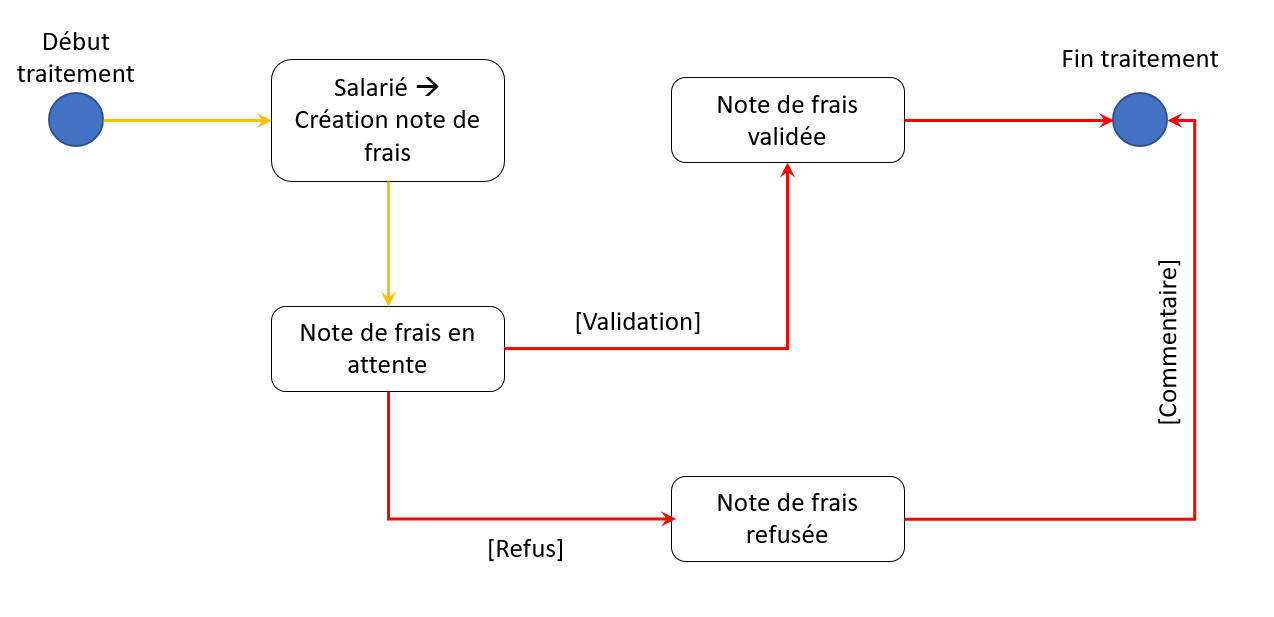 Début
traitement
Salarié →
Création note de
frais
Note de frais
validée
Fin traitement
Note de frais en
attente
[Validation]
[Commentaire]
Note de frais
refusée
[Refus]